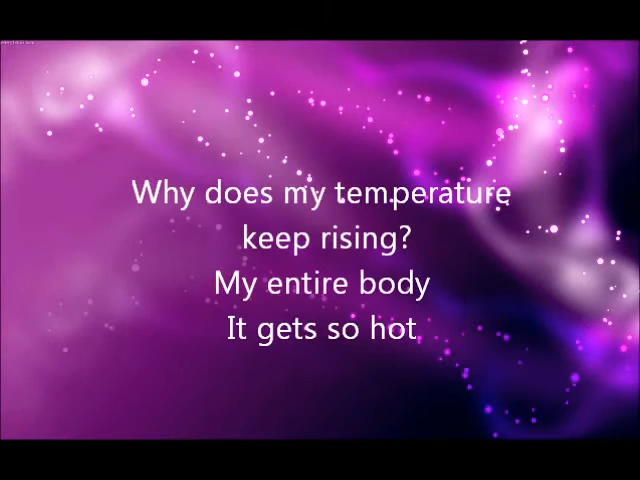 Why does my temperature
keep rising?
My entire body
It gets so hot